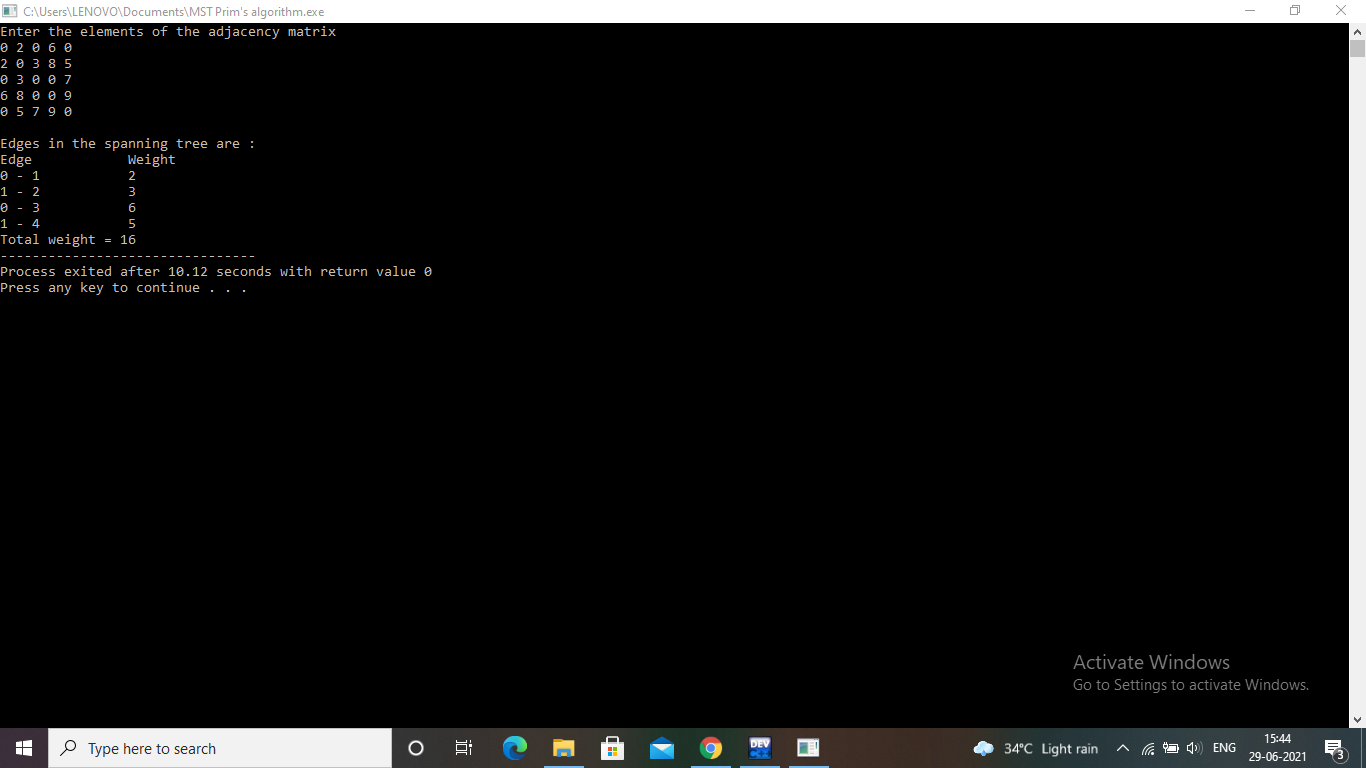 C:\Users\LENOVO\Documents\MST Prim's algorithm.exe
Enter the elements of the adjacency matrix
0 2 0 6 0
2 0 3 8 5
0 3 0 0 7
6 8 0 0 9
0 5 7 9 0
Edges in the spanning tree are :
Edge Weight
0 - 1 2
1 - 2 3
0 - 3 6
1 - 4 5
Total weight = 16
--------------------------------
Process exited after 10.12 seconds with return value 0
Press any key to continue . . .
Activate Windows
Go to Settings to activate Windows.
Type here to search
DEV
34°C Light rain
ENG
15:44
29-06-2021
3